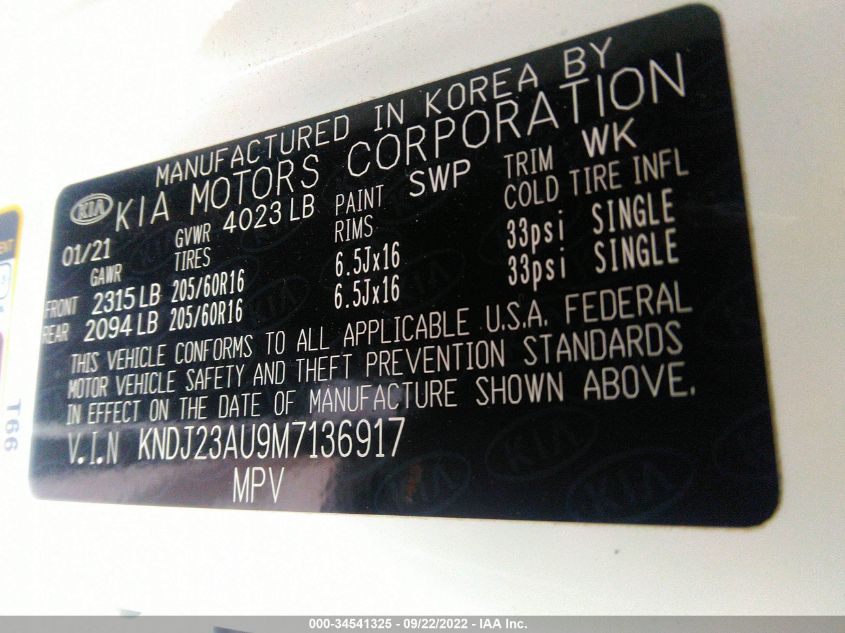 MANUFACTURED IN KOREA BY
KIA KIA MOTORS CORPORATION
01/21 GVWR 4023 LB PAINT SWP TRIM WK
GAWR TIRES RIMS COLD TIRE INFL
FRONT 2315 LB 205/60R16 6.5Jx16 33psi SINGLE
REAR 2094 LB 205/60R16 6.5Jx16 33psi SINGLE
THIS VEHICLE CONFORMS TO ALL APPLICABLE U.S.A. FEDERAL
MOTOR VEHICLE SAFETY AND THEFT PREVENTION STANDARDS
IN EFFECT ON THE DATE OF MANUFACTURE SHOWN ABOVE.
V.I.N KNDJ23AU9M7136917
MPV
T66
000-34541325 - 09/22/2022 - IAA Inc.